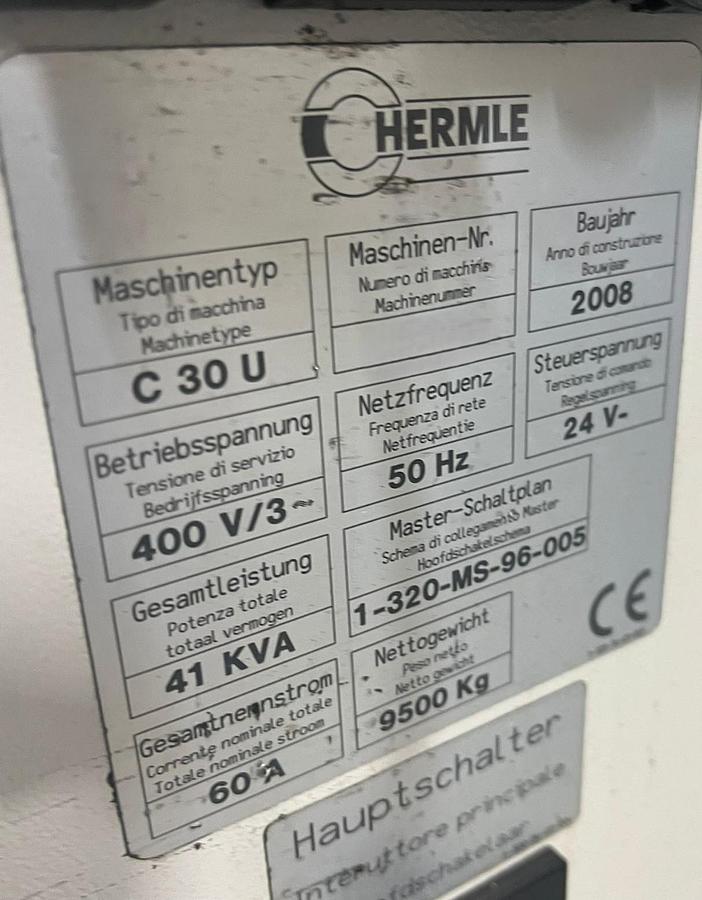 HERMLE
Maschinentyp
Tipo di macchina
Machinetype
C 30 U
Maschinen-Nr.
Numero di macchina
Machinenummer
Baujahr
Anno di construzione
Bouwjaar
2008
Betriebsspannung
Tensione di servizio
Bedrijfsspanning
400 V/3~
Netzfrequenz
Frequenza di rete
Netfrequentie
50 Hz
Steuerspannung
Tensione di comando
Regelspanning
24 V-
Gesamtleistung
Potenza totale
totaal vermogen
41 KVA
Master-Schaltplan
Schema di collegamento Master
Hoofdschakelschema
1-320-MS-96-005
Gesamtnennstrom
Corrente nominale totale
Totale nominale stroom
60 A
Nettogewicht
Peso netto
Netto gewicht
9500 Kg
CE
Hauptschalter
Interuttore principale
ofdschakelaar